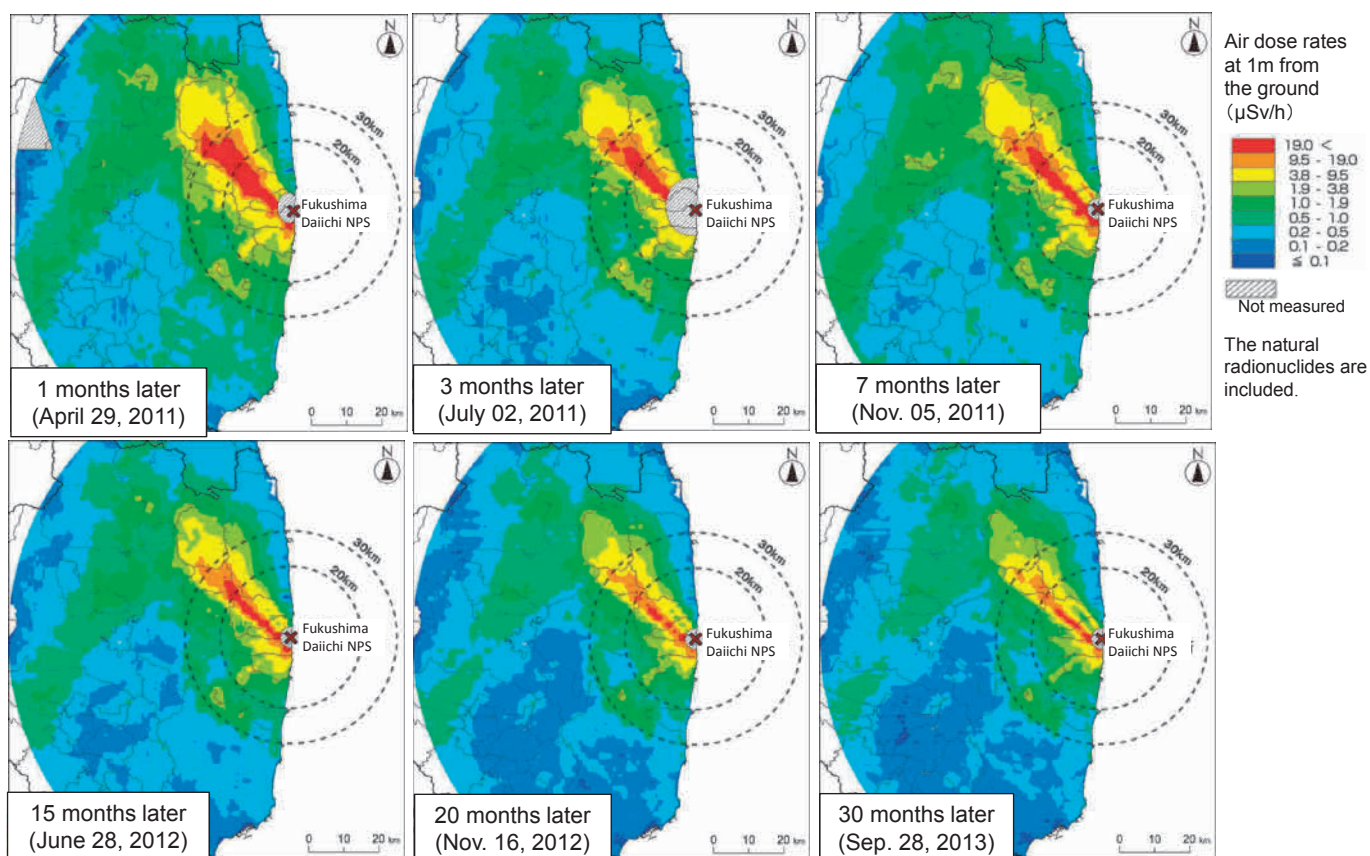 N
30km
20km
Fukushima
Daiichi NPS
1 months later
(April 29, 2011)
0 10 20 km
N
30km
20km
Fukushima
Daiichi NPS
3 months later
(July 02, 2011)
0 10 20 km
N
30km
20km
Fukushima
Daiichi NPS
7 months later
(Nov. 05, 2011)
0 10 20 km
Air dose rates
at 1m from
the ground
(μSv/h)
19.0 <
9.5 - 19.0
3.8 - 9.5
1.9 - 3.8
1.0 - 1.9
0.5 - 1.0
0.2 - 0.5
0.1 - 0.2
≦ 0.1
Not measured
The natural
radionuclides are
included.
N
30km
20km
Fukushima
Daiichi NPS
15 months later
(June 28, 2012)
0 10 20 km
N
30km
20km
Fukushima
Daiichi NPS
20 months later
(Nov. 16, 2012)
0 10 20 km
N
30km
20km
Fukushima
Daiichi NPS
30 months later
(Sep. 28, 2013)
0 10 20 km